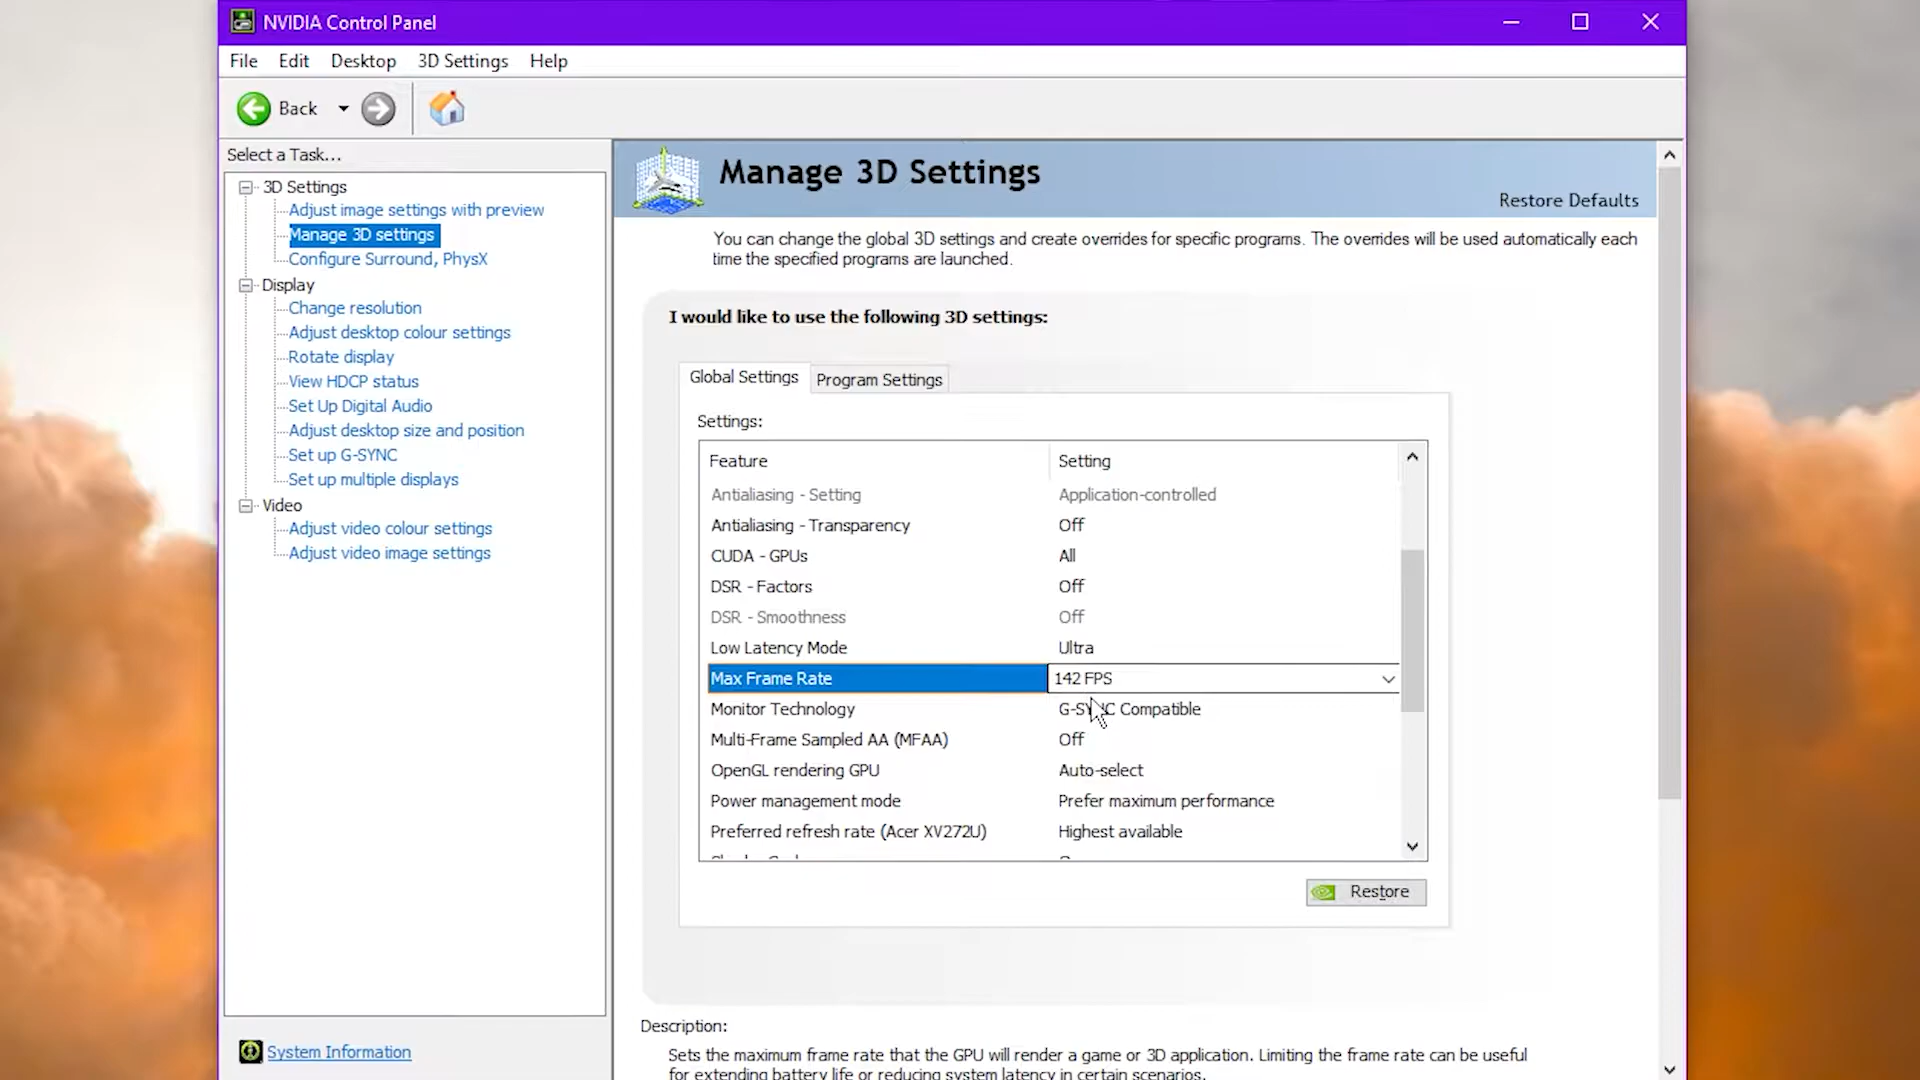 NVIDIA Control Panel
File Edit Desktop 3D Settings Help
Back
Select a Task...
3D Settings
Adjust image settings with preview
Manage 3D settings
Configure Surround, PhysX
Display
Change resolution
Adjust desktop colour settings
Rotate display
View HDCP status
Set Up Digital Audio
Adjust desktop size and position
Set up G-SYNC
Set up multiple displays
Video
Adjust video colour settings
Adjust video image settings
System Information
Manage 3D Settings
Restore Defaults
You can change the global 3D settings and create overrides for specific programs. The overrides will be used automatically each
time the specified programs are launched.
I would like to use the following 3D settings:
Global Settings Program Settings
Settings:
Feature Setting
Antialiasing - Setting Application-controlled
Antialiasing - Transparency Off
CUDA - GPUs All
DSR - Factors Off
DSR - Smoothness Off
Low Latency Mode Ultra
Max Frame Rate 142 FPS
Monitor Technology G-SYNC Compatible
Multi-Frame Sampled AA (MFAA) Off
OpenGL rendering GPU Auto-select
Power management mode Prefer maximum performance
Preferred refresh rate (Acer XV272U) Highest available
Restore
Description:
Sets the maximum frame rate that the GPU will render a game or 3D application. Limiting the frame rate can be useful
for extending battery life or reducing system latency in certain scenarios.